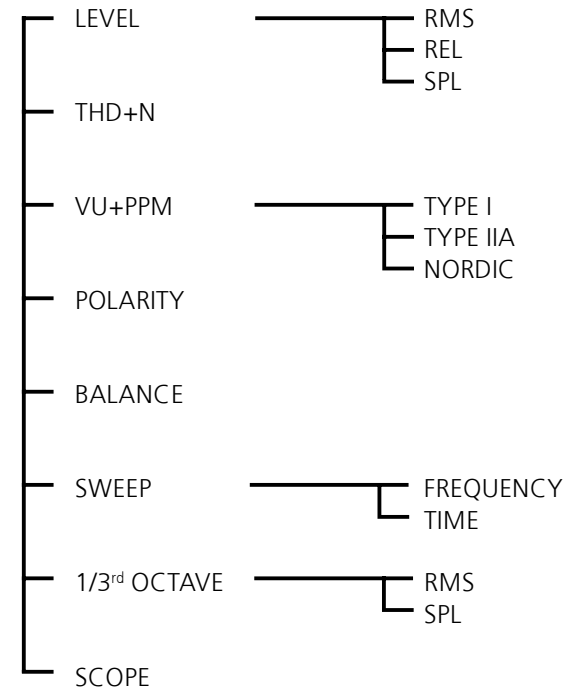 LEVEL RMS
REL
SPL
THD+N
VU+PPM TYPE I
TYPE IIA
NORDIC
POLARITY
BALANCE
SWEEP FREQUENCY
TIME
1/3rd OCTAVE RMS
SPL
SCOPE